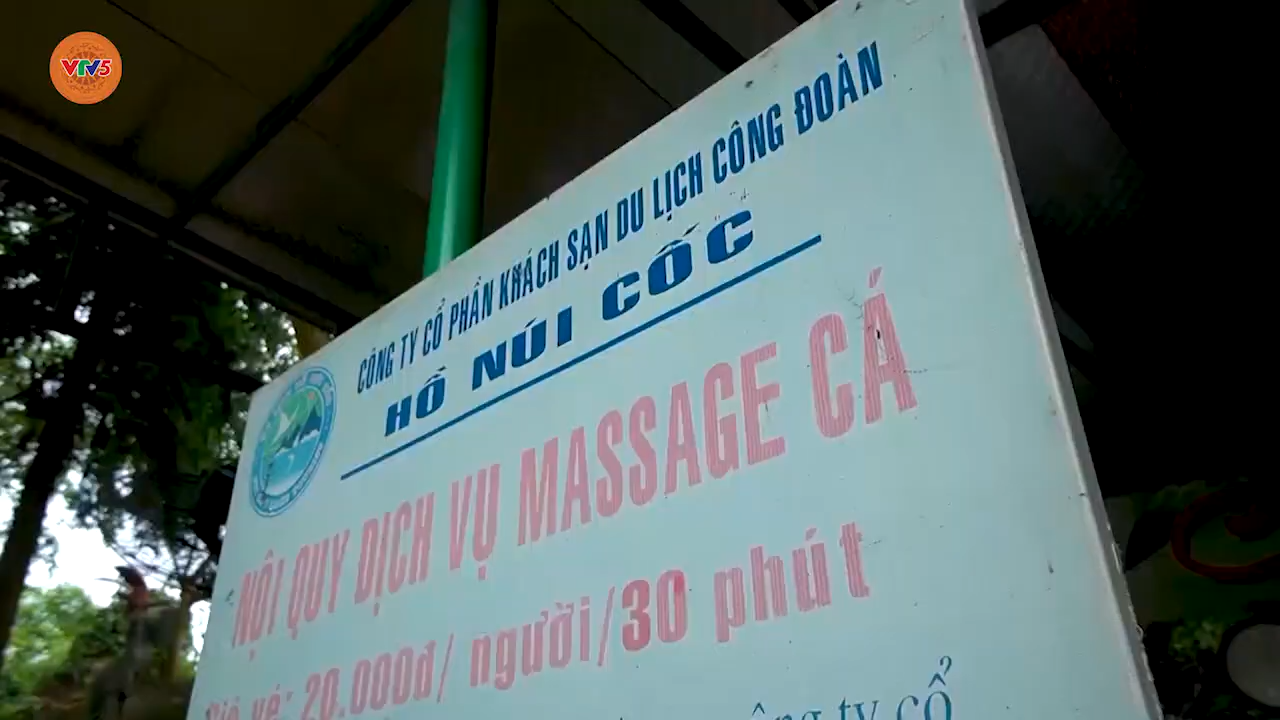 VTV5
CÔNG TY CỔ PHẦN KHÁCH SẠN DU LỊCH CÔNG ĐOÀN
HỒ NÚI CỐC
NỘI QUY DỊCH VỤ MASSAGE CÁ
Giá vé: 20.000đ/ người/30 phút
ty cổ